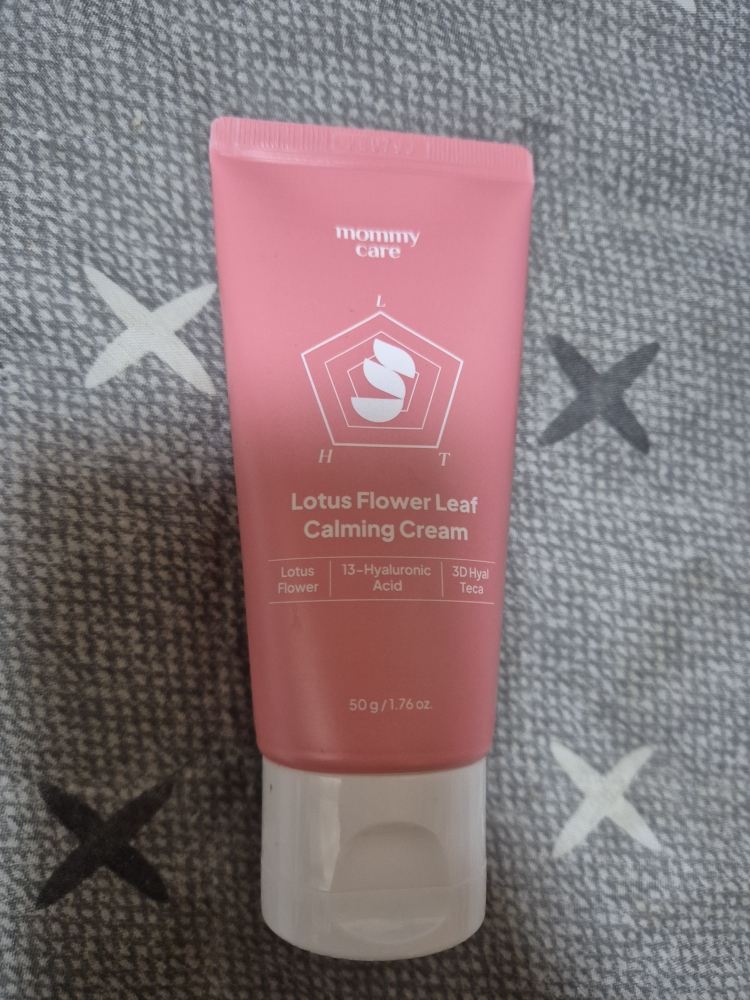 mommy
care
L
H T
Lotus Flower Leaf
Calming Cream
Lotus
Flower
13-Hyaluronic
Acid
3D Hyal
Teca
50 g / 1.76 oz.